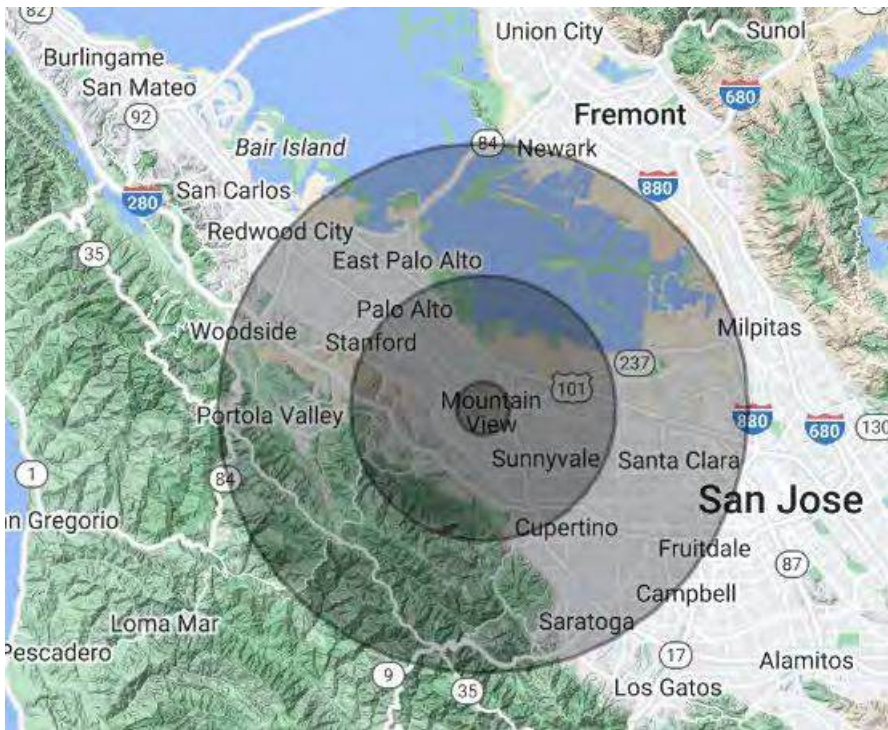 82
Union City
Sunol
Burlingame
San Mateo
680
92
Fremont
84
Newark
Bair Island
880
San Carlos
280
Redwood City
35
East Palo Alto
Palo Alto
Woodside
Stanford
Milpitas
237
101
Mountain
View
Portola Valley
880
680
130
Sunnyvale
Santa Clara
1
84
San Jose
n Gregorio
Cupertino
Fruitdale
87
Campbell
Loma Mar
Saratoga
Pescadero
17
Alamitos
9
35
Los Gatos